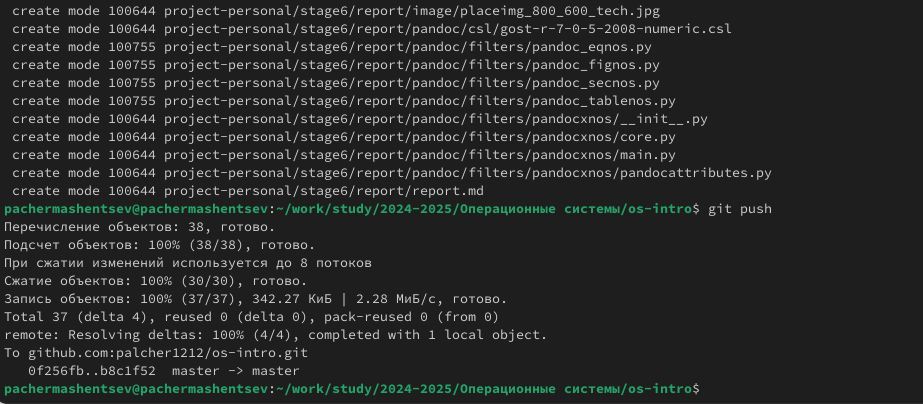 create mode 100644 project-personal/stage6/report/image/placeimg_800_600_tech.jpg
create mode 100644 project-personal/stage6/report/pandoc/csl/gost-r-7-0-5-2008-numeric.csl
create mode 100755 project-personal/stage6/report/pandoc/filters/pandoc_eqnos.py
create mode 100755 project-personal/stage6/report/pandoc/filters/pandoc_fignos.py
create mode 100755 project-personal/stage6/report/pandoc/filters/pandoc_secnos.py
create mode 100755 project-personal/stage6/report/pandoc/filters/pandoc_tablenos.py
create mode 100644 project-personal/stage6/report/pandoc/filters/pandocxnos/__init__.py
create mode 100644 project-personal/stage6/report/pandoc/filters/pandocxnos/core.py
create mode 100644 project-personal/stage6/report/pandoc/filters/pandocxnos/main.py
create mode 100644 project-personal/stage6/report/pandoc/filters/pandocxnos/pandocattributes.py
create mode 100644 project-personal/stage6/report/report.md
pachermashentsev@pachermashentsev:~/work/study/2024-2025/Операционные системы/os-intro$ git push
Перечисление объектов: 38, готово.
Подсчет объектов: 100% (38/38), готово.
При сжатии изменений используется до 8 потоков
Сжатие объектов: 100% (30/30), готово.
Запись объектов: 100% (37/37), 342.27 КиБ | 2.28 МиБ/с, готово.
Total 37 (delta 4), reused 0 (delta 0), pack-reused 0 (from 0)
remote: Resolving deltas: 100% (4/4), completed with 1 local object.
To github.com:palcher1212/os-intro.git
0f256fb..b8c1f52 master -> master
pachermashentsev@pachermashentsev:~/work/study/2024-2025/Операционные системы/os-intro$